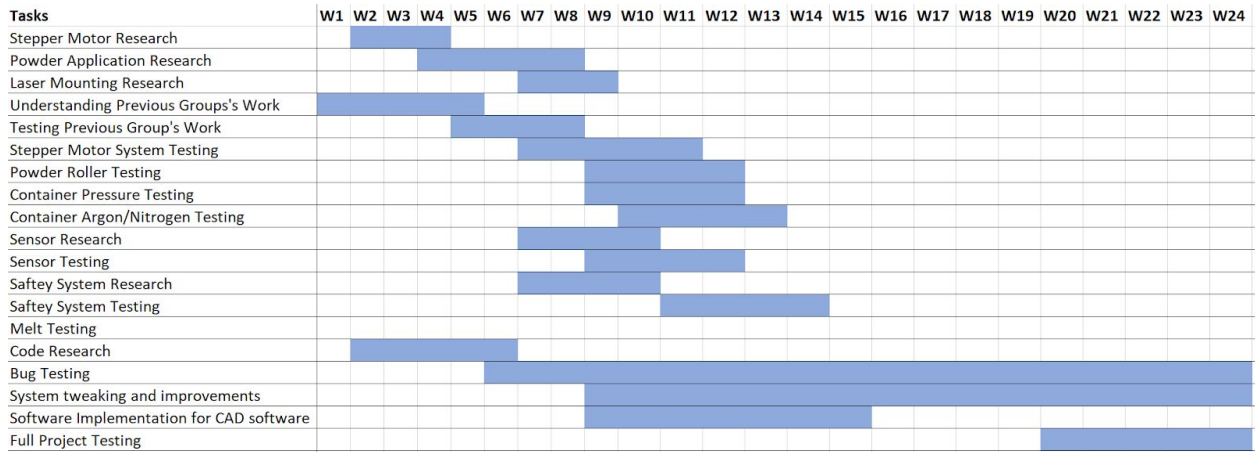 Tasks W1 W2 W3 W4 W5 W6 W7 W8 W9 W10 W11 W12 W13 W14 W15 W16 W17 W18 W19 W20 W21 W22 W23 W24
Stepper Motor Research
Powder Application Research
Laser Mounting Research
Understanding Previous Groups's Work
Testing Previous Group's Work
Stepper Motor System Testing
Powder Roller Testing
Container Pressure Testing
Container Argon/Nitrogen Testing
Sensor Research
Sensor Testing
Saftey System Research
Saftey System Testing
Melt Testing
Code Research
Bug Testing
System tweaking and improvements
Software Implementation for CAD software
Full Project Testing